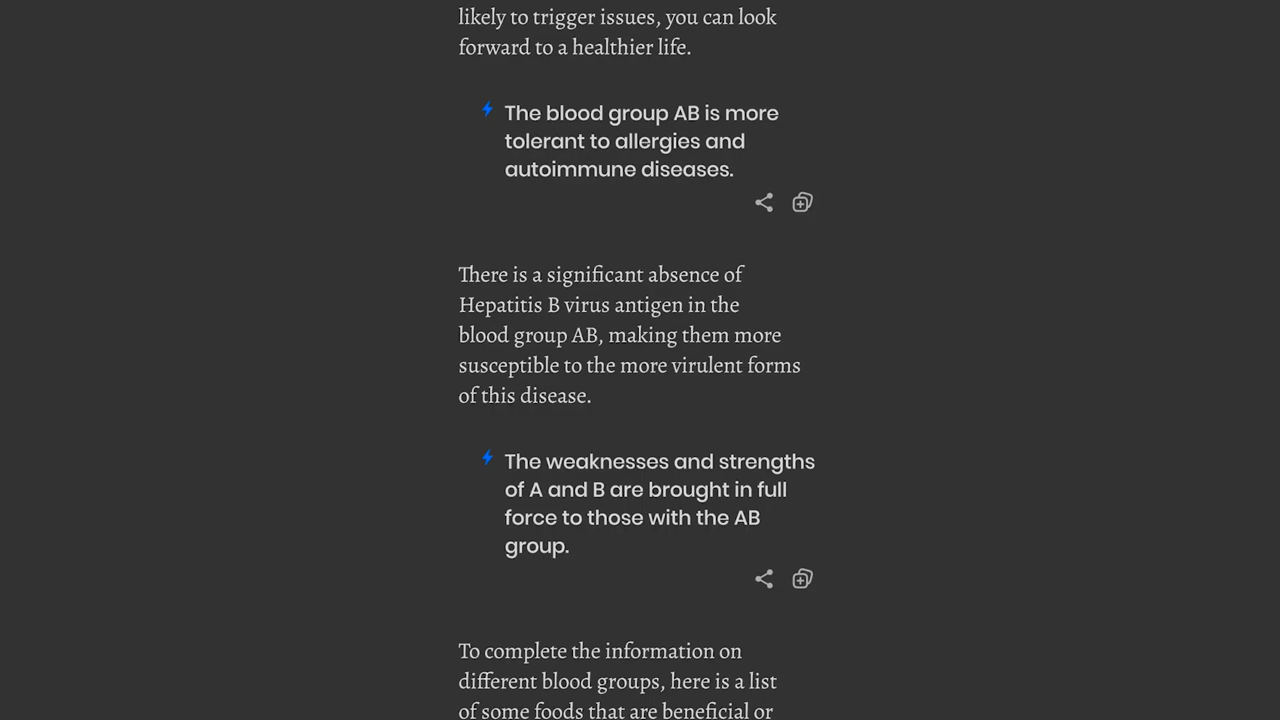 likely to trigger issues, you can look
forward to a healthier life.
The blood group AB is more
tolerant to allergies and
autoimmune diseases.
There is a significant absence of
Hepatitis B virus antigen in the
blood group AB, making them more
susceptible to the more virulent forms
of this disease.
The weaknesses and strengths
of A and B are brought in full
force to those with the AB
group.
To complete the information on
different blood groups, here is a list
of some foods that are beneficial or